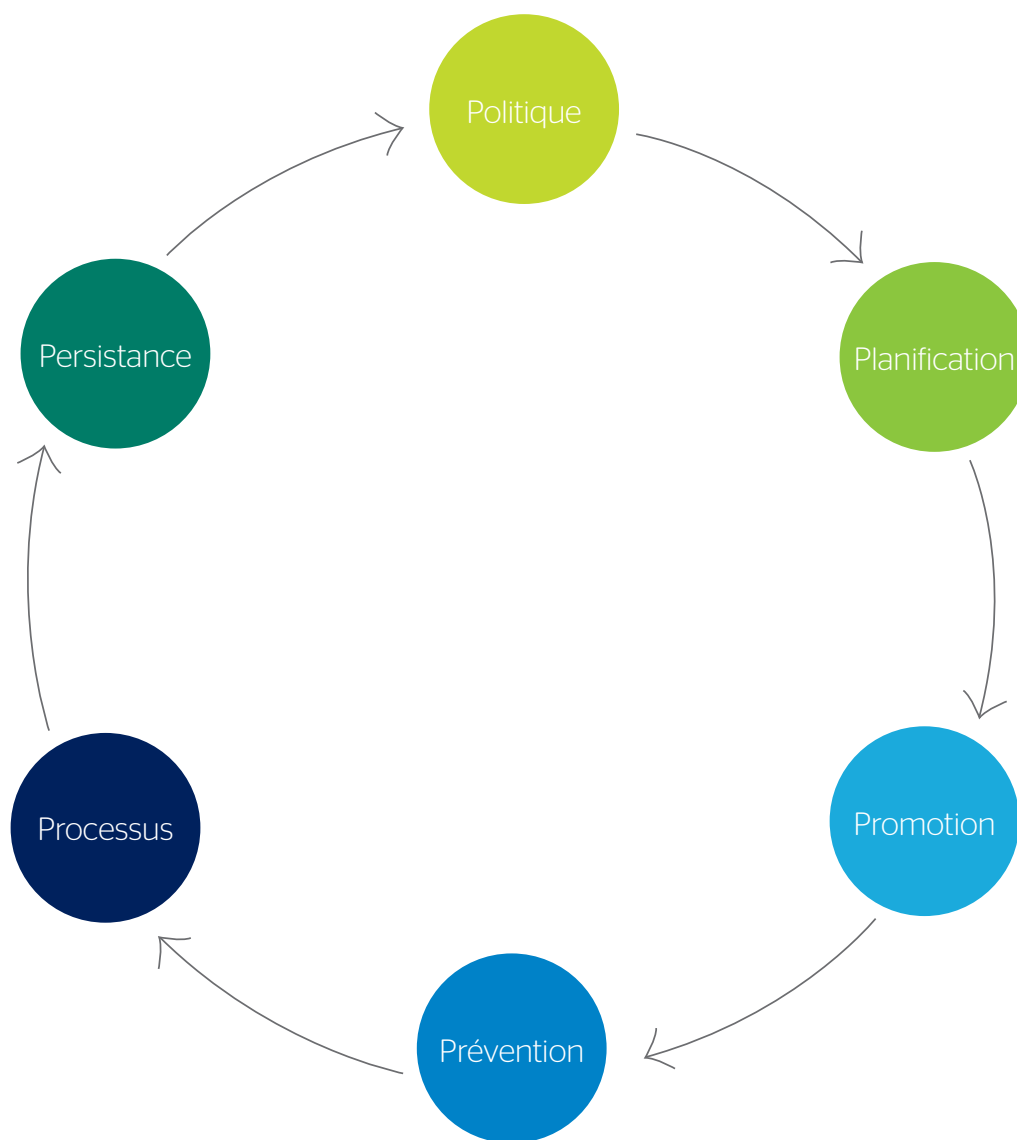 Politique
Planification
Promotion
Prévention
Processus
Persistance